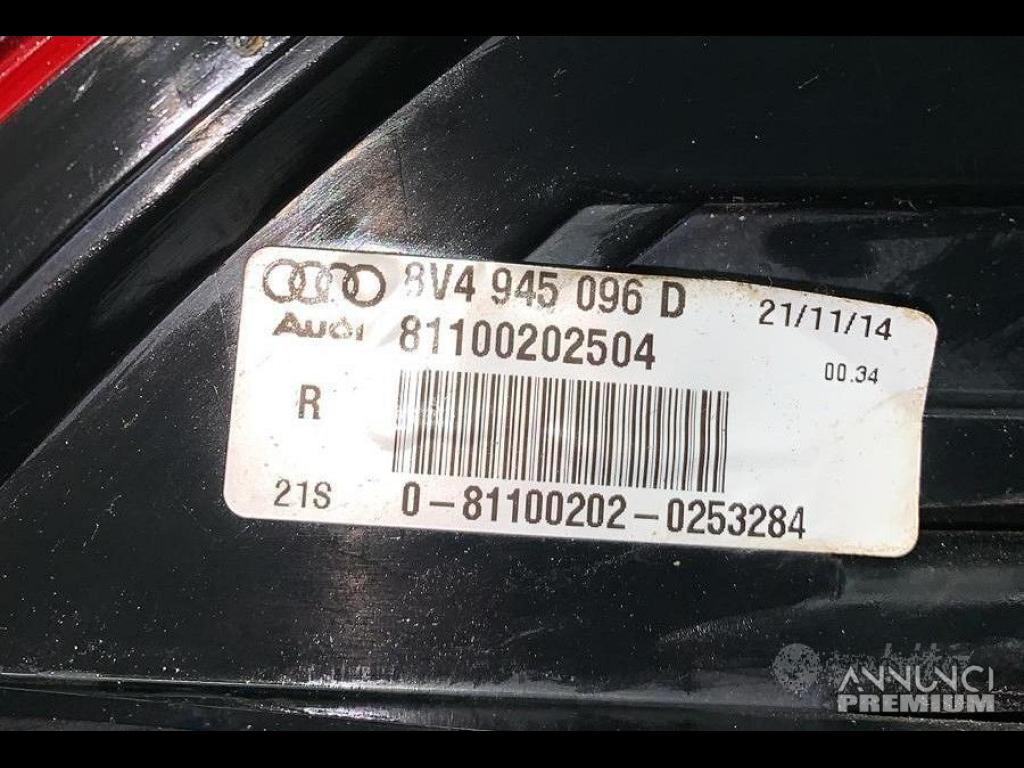 8V4 945 096 D
21/11/14
Audi
81100202504
00.34
R
21S
0-81100202-0253284
ANNUNCI
PREMIUM